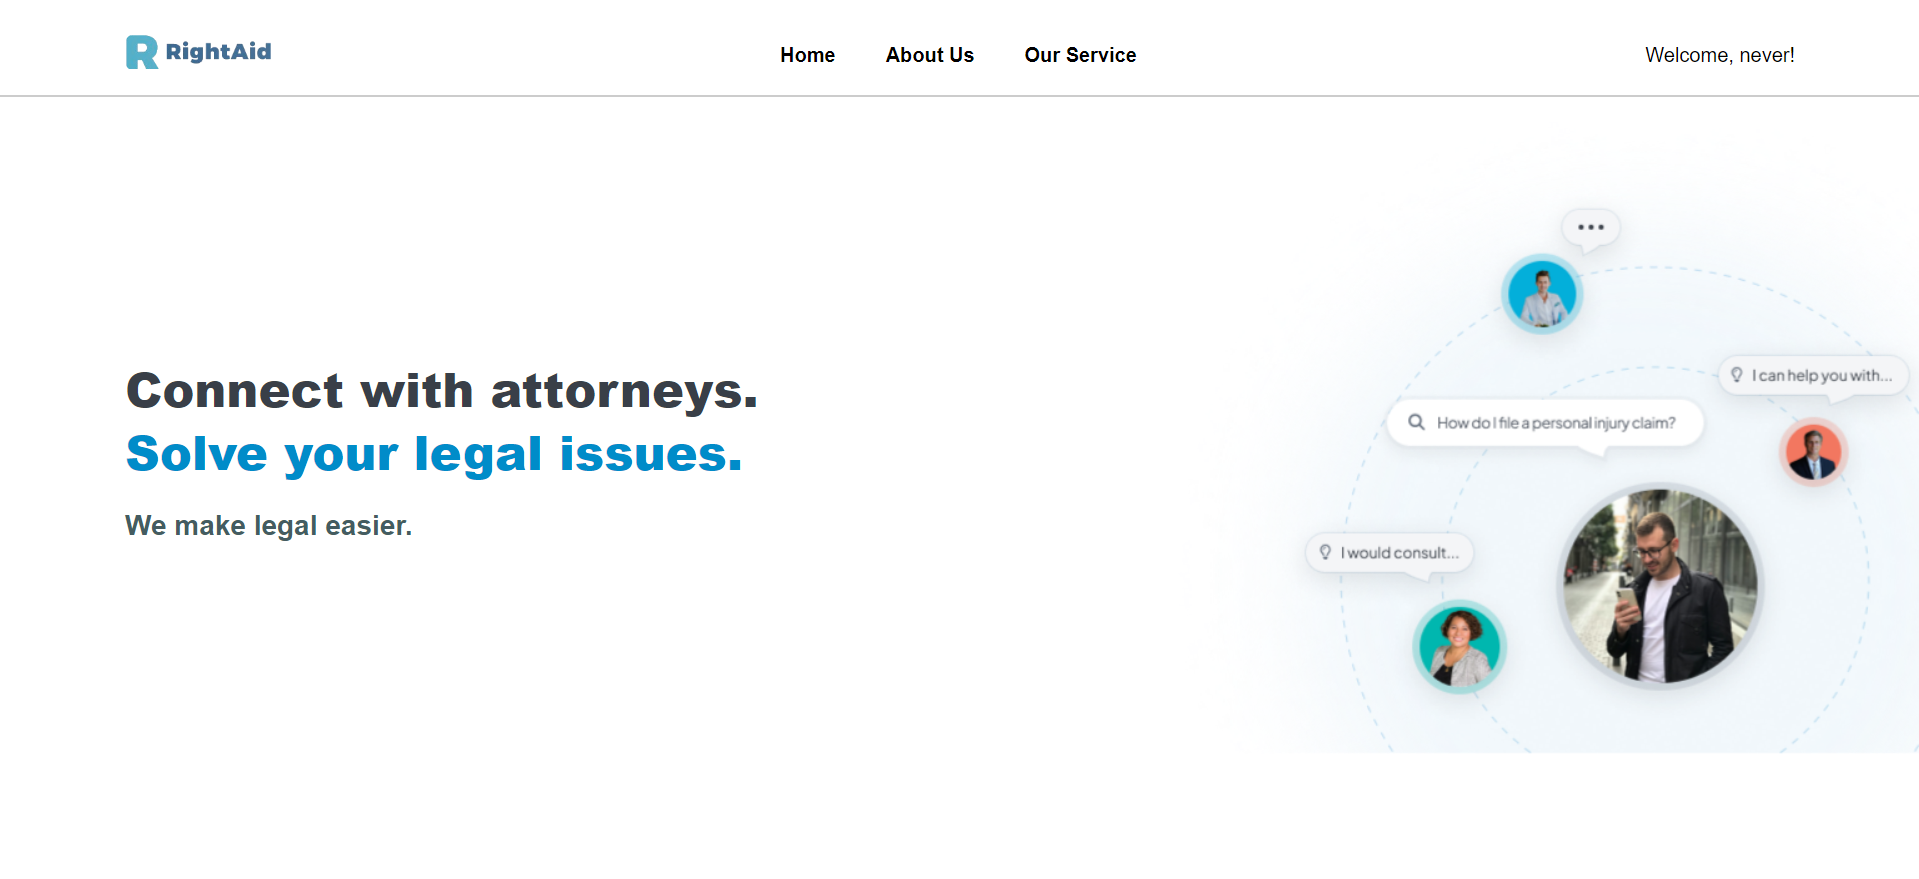 RightAid
Home
About Us
Our Service
Welcome, never!
Connect with attorneys.
Solve your legal issues.
We make legal easier.
I can help you with...
How do I file a personal injury claim?
I would consult...